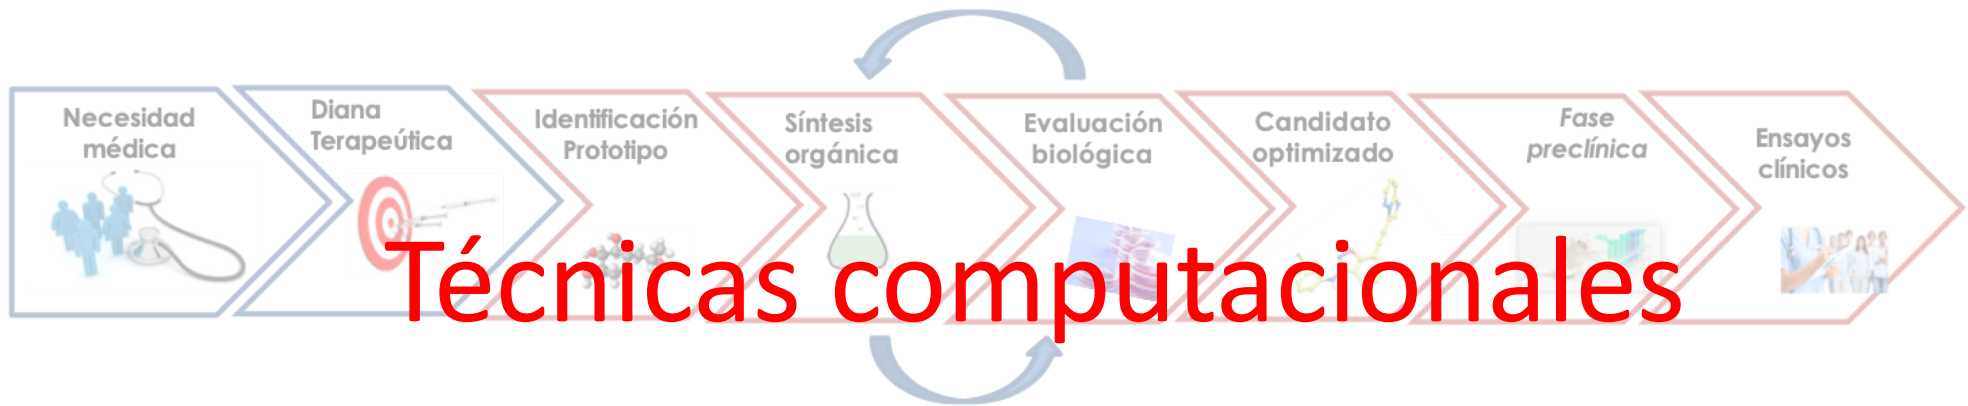 Necesidad
médica
Diana
Terapeútica
Identificación
Prototipo
Síntesis
orgánica
Evaluación
biológica
Candidato
optimizado
Fase
preclínica
Ensayos
clínicos
Técnicas computacionales